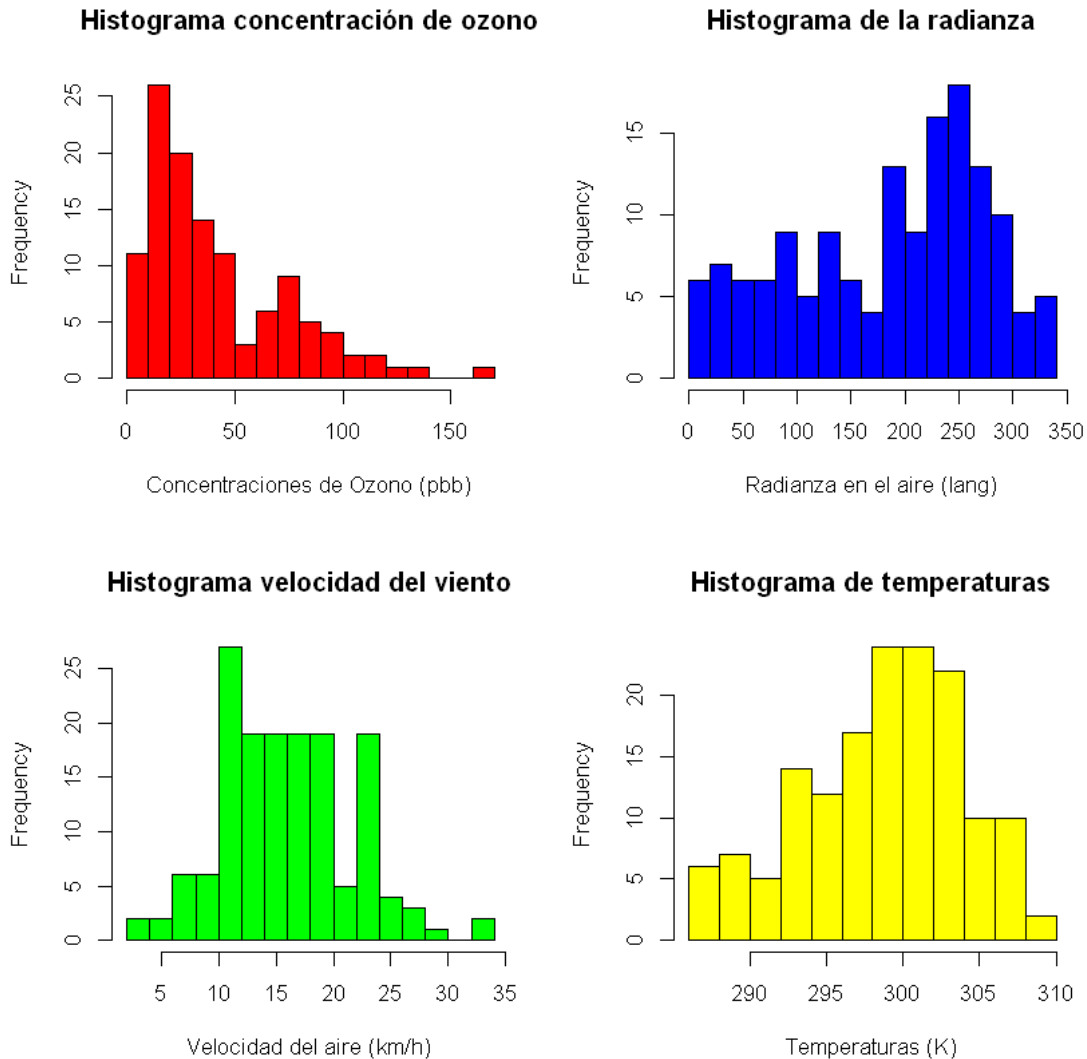 Histograma concentración de ozono
Frequency
0 5 10 15 20 25
0 50 100 150
Concentraciones de Ozono (pbb)
Histograma de la radianza
Frequency
0 5 10 15
0 50 100 150 200 250 300 350
Radianza en el aire (lang)
Histograma velocidad del viento
Frequency
0 5 10 15 20 25
5 10 15 20 25 30 35
Velocidad del aire (km/h)
Histograma de temperaturas
Frequency
0 5 10 15 20
290 295 300 305 310
Temperaturas (K)